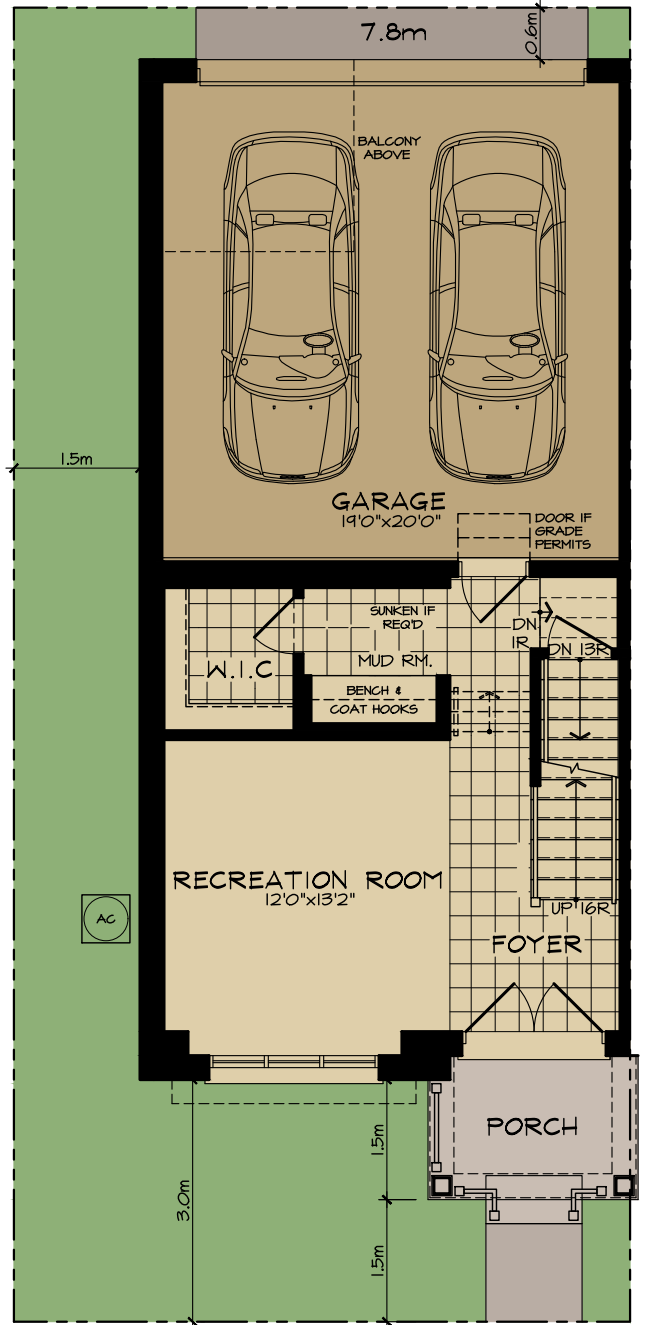 7.8m
0.6m
BALCONY
ABOVE
1.5m
GARAGE
19'0"x20'0"
DOOR IF
GRADE
PERMITS
SUNKEN IF
REQ'D
DN
1R
DN 13R
W.I.C
MUD RM.
BENCH &
COAT HOOKS
RECREATION ROOM
12'0"x13'2"
AC
UP 16R
FOYER
PORCH
1.5m
3.0m
1.5m